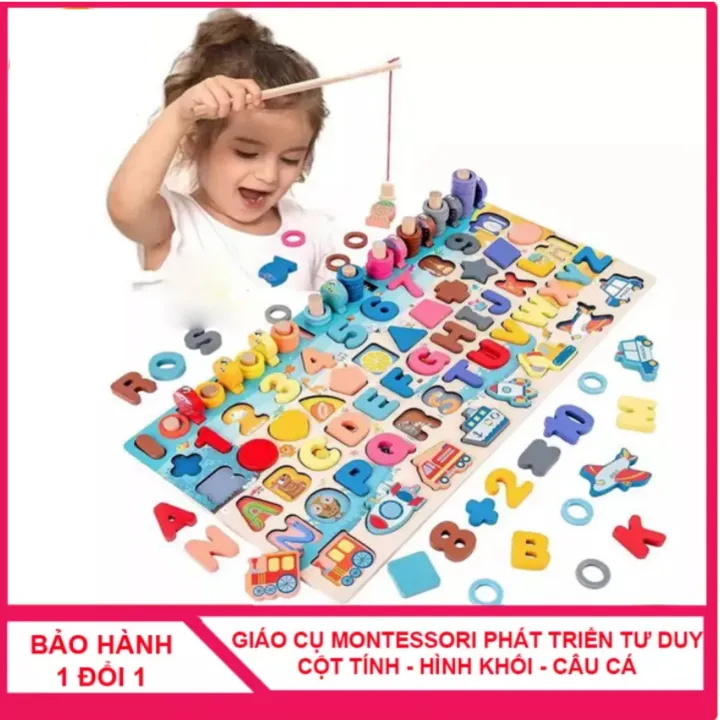 BẢO HÀNH
1 ĐỔI 1
GIÁO CỤ MONTESSORI PHÁT TRIỂN TƯ DUY
CỘT TÍNH - HÌNH KHỐI - CÂU CÁ